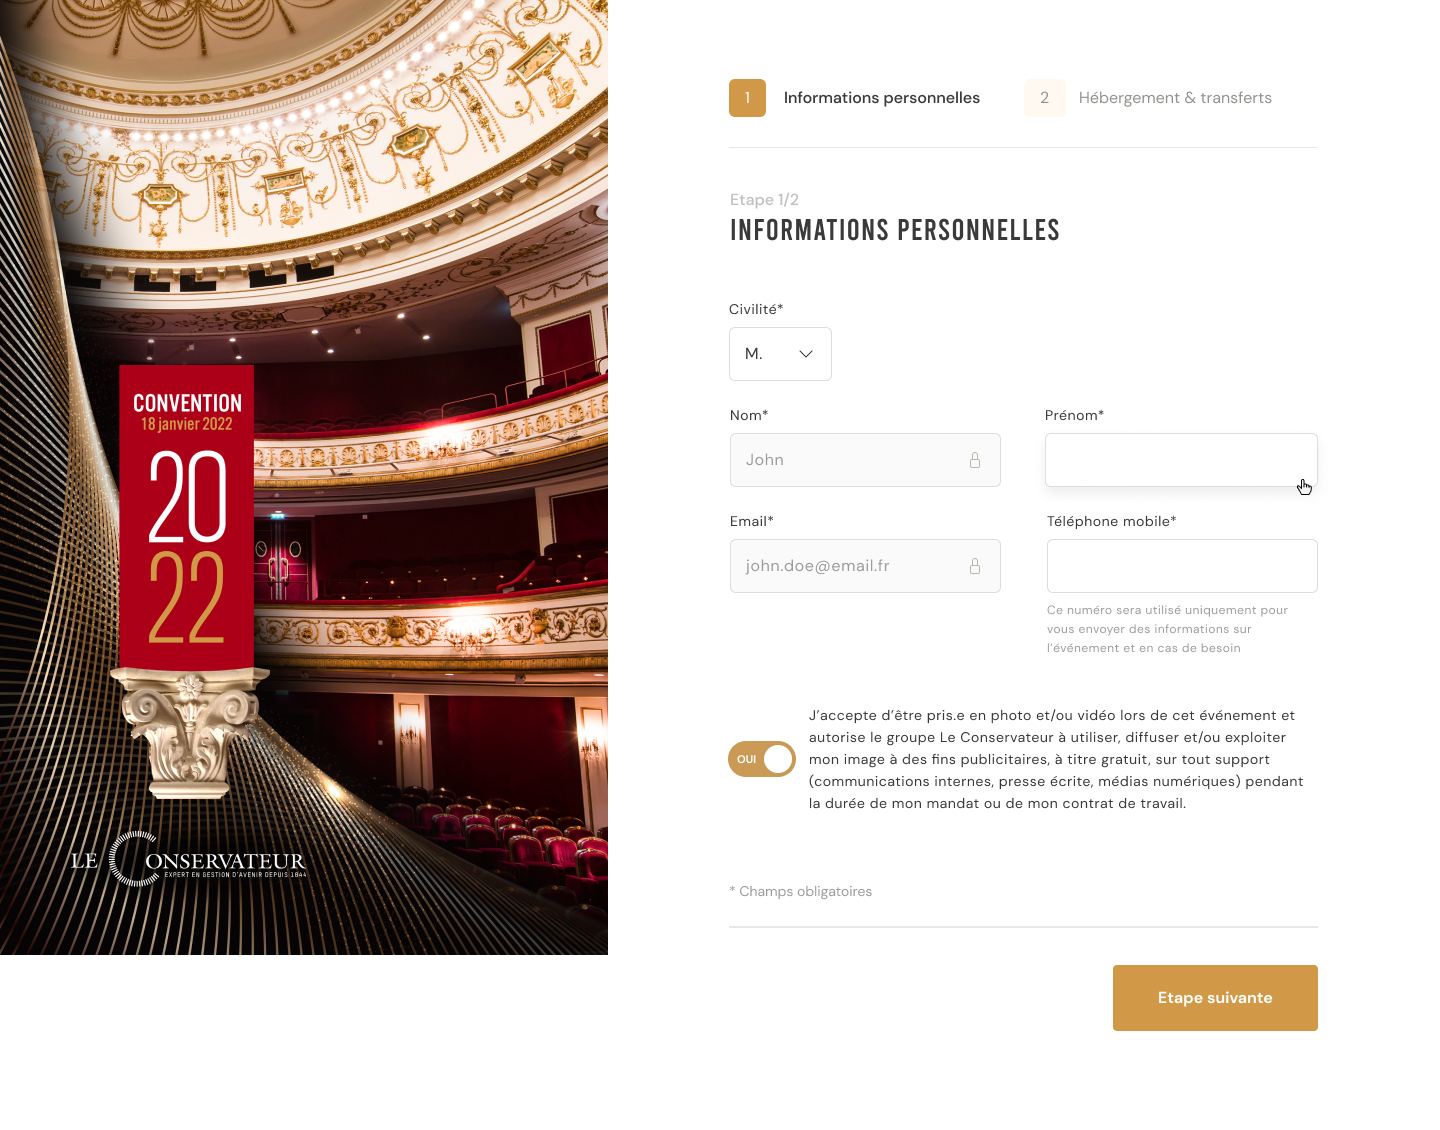 CONVENTION
18 janvier 2022
20
22
LE CONSERVATEUR
EXPERT EN GESTION D'AVENIR DEPUIS 1844
1 Informations personnelles 2 Hébergement & transferts
Etape 1/2
INFORMATIONS PERSONNELLES
Civilité*
M.
Nom* Prénom*
John
Email* Téléphone mobile*
john.doe@email.fr
Ce numéro sera utilisé uniquement pour
vous envoyer des informations sur
l'événement et en cas de besoin
OUI
J'accepte d'être pris.e en photo et/ou vidéo lors de cet événement et
autorise le groupe Le Conservateur à utiliser, diffuser et/ou exploiter
mon image à des fins publicitaires, à titre gratuit, sur tout support
(communications internes, presse écrite, médias numériques) pendant
la durée de mon mandat ou de mon contrat de travail.
* Champs obligatoires
Etape suivante